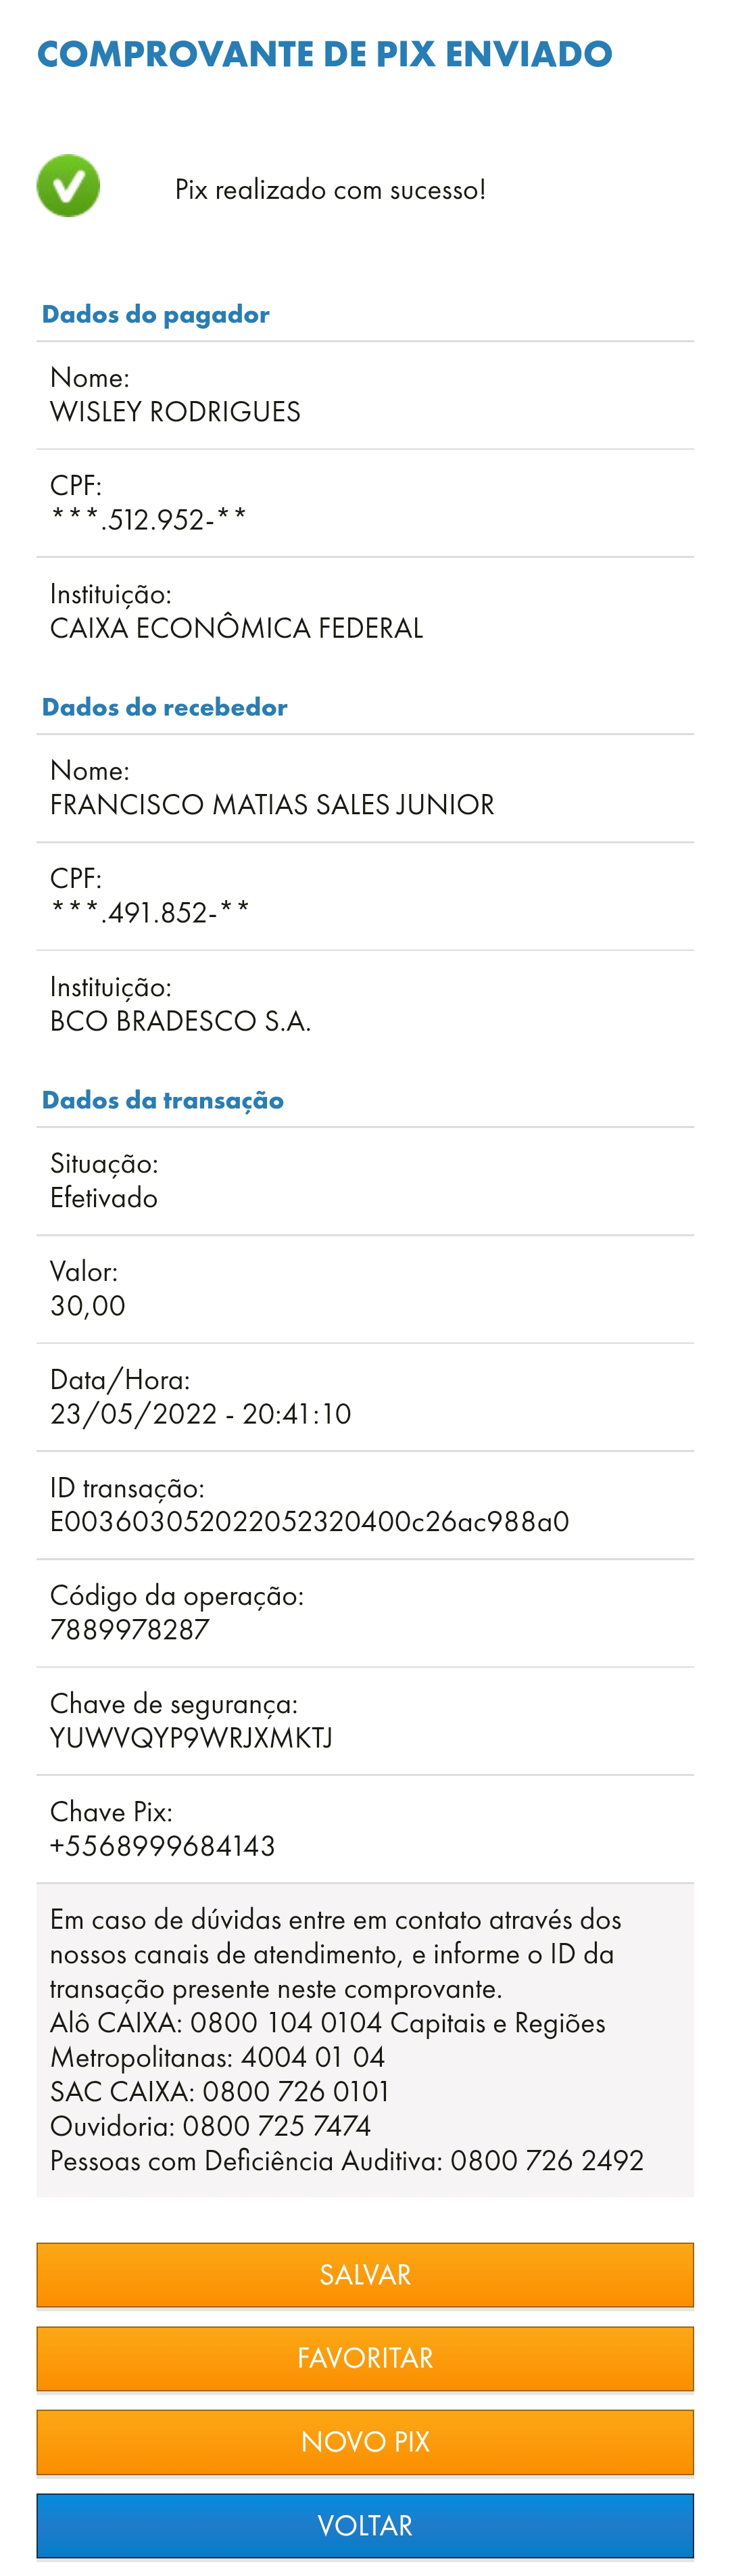 COMPROVANTE DE PIX ENVIADO
Pix realizado com sucesso!
Dados do pagador
Nome:
WISLEY RODRIGUES
CPF:
***.512.952-**
Instituição:
CAIXA ECONÔMICA FEDERAL
Dados do recebedor
Nome:
FRANCISCO MATIAS SALES JUNIOR
CPF:
***.491.852-**
Instituição:
BCO BRADESCO S.A.
Dados da transação
Situação:
Efetivado
Valor:
30,00
Data/Hora:
23/05/2022 - 20:41:10
ID transação:
E003603052022052320400c26ac988a0
Código da operação:
7889978287
Chave de segurança:
YUWVQYP9WRJXMKTJ
Chave Pix:
+5568999684143
Em caso de dúvidas entre em contato através dos
nossos canais de atendimento, e informe o ID da
transação presente neste comprovante.
Alô CAIXA: 0800 104 0104 Capitais e Regiões
Metropolitanas: 4004 01 04
SAC CAIXA: 0800 726 0101
Ouvidoria: 0800 725 7474
Pessoas com Deficiência Auditiva: 0800 726 2492
SALVAR
FAVORITAR
NOVO PIX
VOLTAR